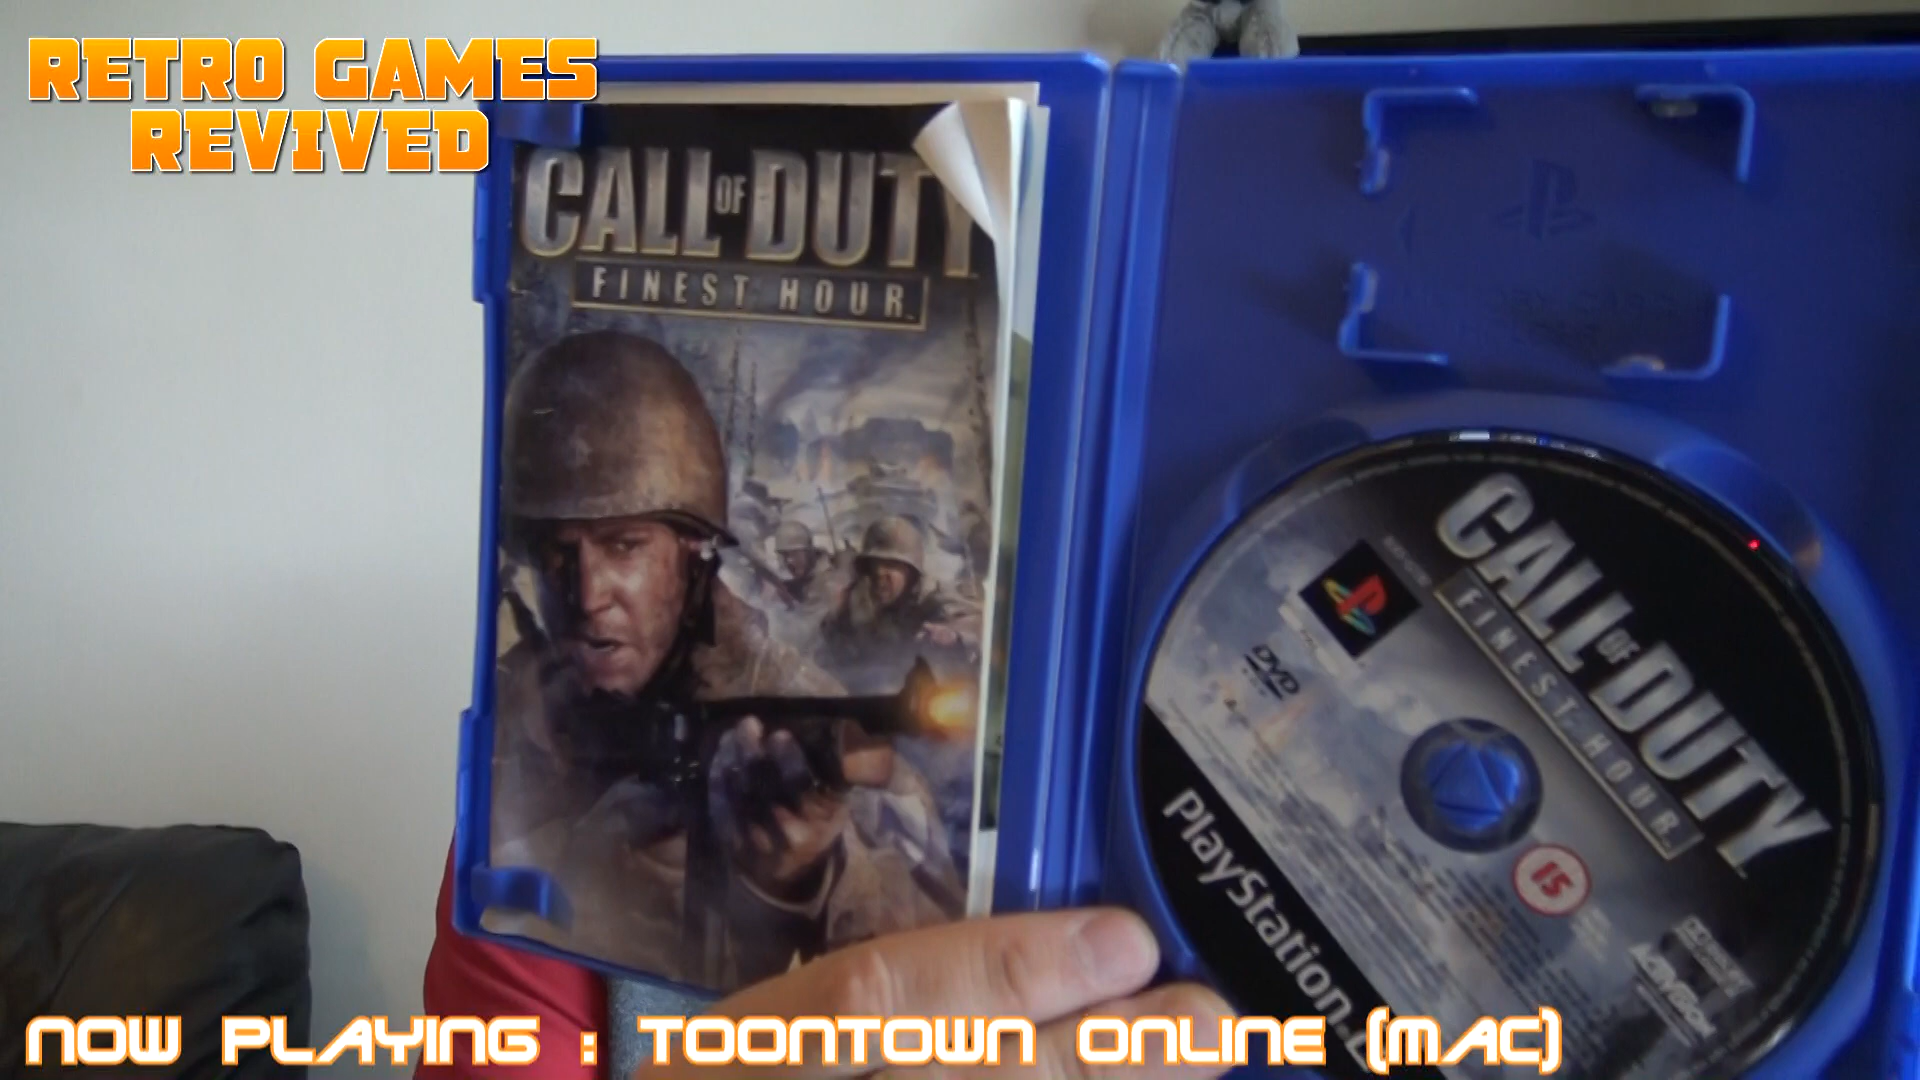 RETRO GAMES
REVIVED
CALL OF DUTY
FINEST HOUR
CALL OF DUTY
FINEST HOUR
DVD
15
ACTIVISION
PlayStation
NOW PLAYING : TOONTOWN ONLINE (MAC)